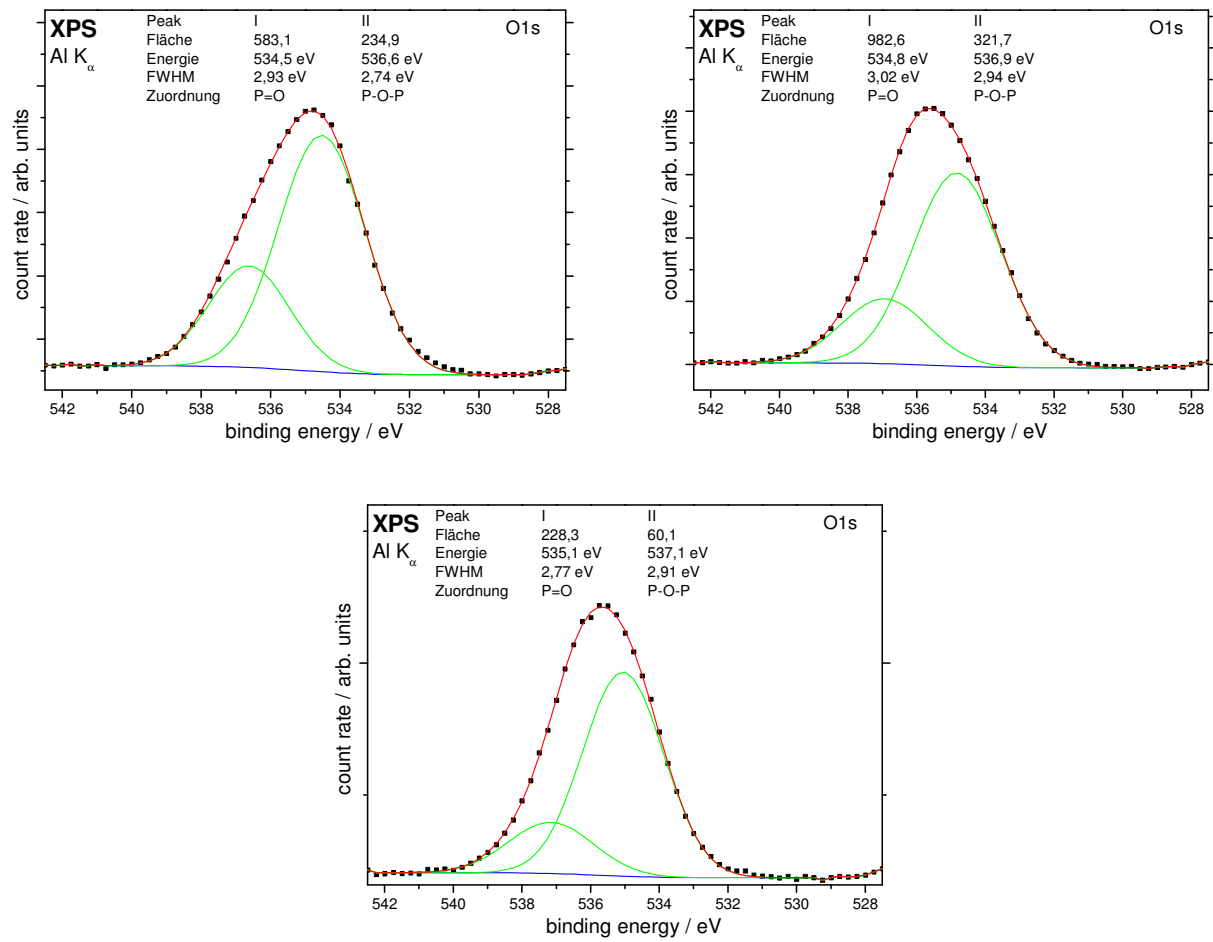 XPS Peak I II O1s
Fläche 583,1 234,9
Al Kα Energie 534,5 eV 536,6 eV
FWHM 2,93 eV 2,74 eV
Zuordnung P=O P-O-P
count rate / arb. units
542 540 538 536 534 532 530 528
binding energy / eV
XPS Peak I II O1s
Fläche 982,6 321,7
Al Kα Energie 534,8 eV 536,9 eV
FWHM 3,02 eV 2,94 eV
Zuordnung P=O P-O-P
count rate / arb. units
542 540 538 536 534 532 530 528
binding energy / eV
XPS Peak I II O1s
Fläche 228,3 60,1
Al Kα Energie 535,1 eV 537,1 eV
FWHM 2,77 eV 2,91 eV
Zuordnung P=O P-O-P
count rate / arb. units
542 540 538 536 534 532 530 528
binding energy / eV